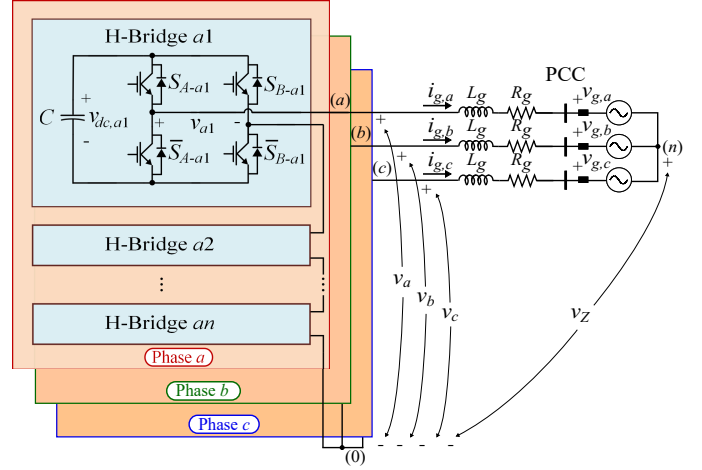 H-Bridge a1
C
+
v_dc,a1
-
S_A-a1
S_B-a1
+
v_a1
-
S̅_A-a1
S̅_B-a1
H-Bridge a2
...
...
H-Bridge an
Phase a
Phase b
Phase c
(0)
(a)
(b)
(c)
+
+
+
i_g,a
L_g
R_g
i_g,b
L_g
R_g
i_g,c
L_g
R_g
PCC
+ v_g,a
+ v_g,b
+ v_g,c
(n)
+
v_a
v_b
v_c
v_Z
- - - -